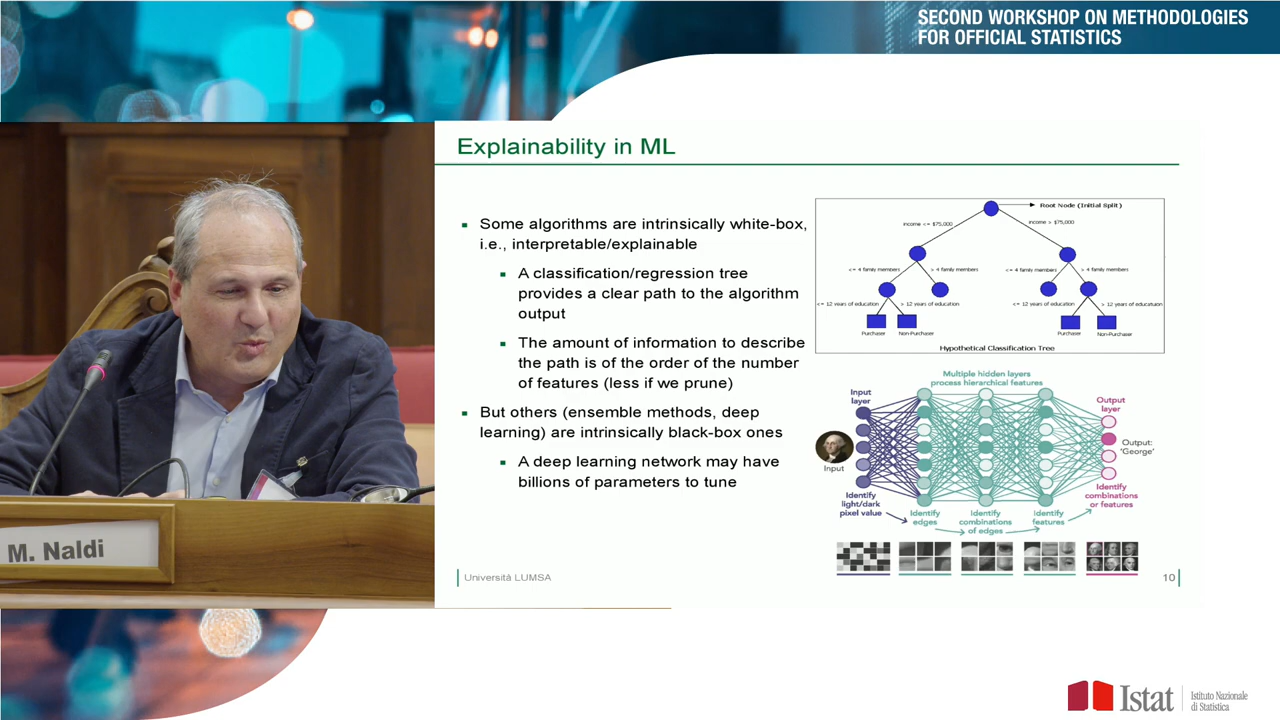 SECOND WORKSHOP ON METHODOLOGIES
FOR OFFICIAL STATISTICS
Explainability in ML
Some algorithms are intrinsically white-box,
i.e., interpretable/explainable
A classification/regression tree
provides a clear path to the algorithm
output
The amount of information to describe
the path is of the order of the number
of features (less if we prune)
But others (ensemble methods, deep
learning) are intrinsically black-box ones
A deep learning network may have
billions of parameters to tune
Root Node (Initial Split)
income <= $75,000
income > $75,000
<= 4 family members
> 4 family members
<= 4 family members
> 4 family members
<= 12 years of education
> 12 years of education
<= 12 years of education
> 12 years of educatuion
Purchaser
Non-Purchaser
Purchaser
Non-Purchaser
Hypothetical Classification Tree
Multiple hidden layers
process hierarchical features
Input
layer
Output
layer
Input
Output:
'George'
Identify
light/dark
pixel value
Identify
edges
Identify
combinations
of edges
Identify
features
Identify
combinations
or features
M. Naldi
Università LUMSA
10
Istat
Istituto Nazionale
di Statistica